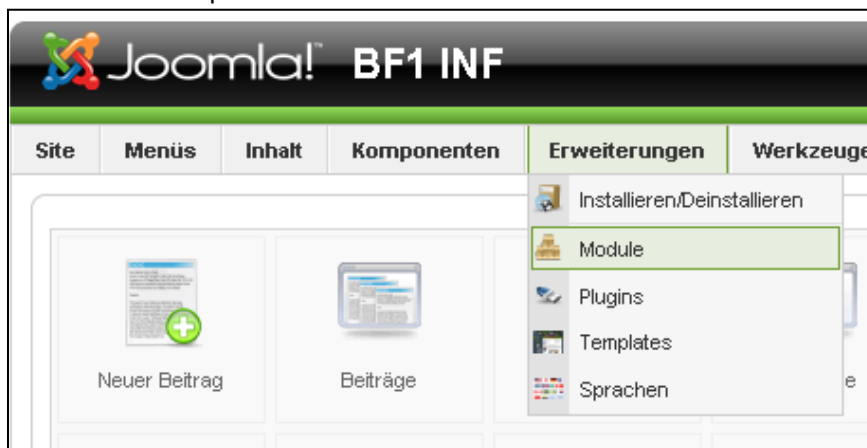 Joomla! BF1 INF
Site Menüs Inhalt Komponenten Erweiterungen Werkzeuge
Installieren/Deinstallieren
Module
Plugins
Templates
Sprachen
Neuer Beitrag Beiträge